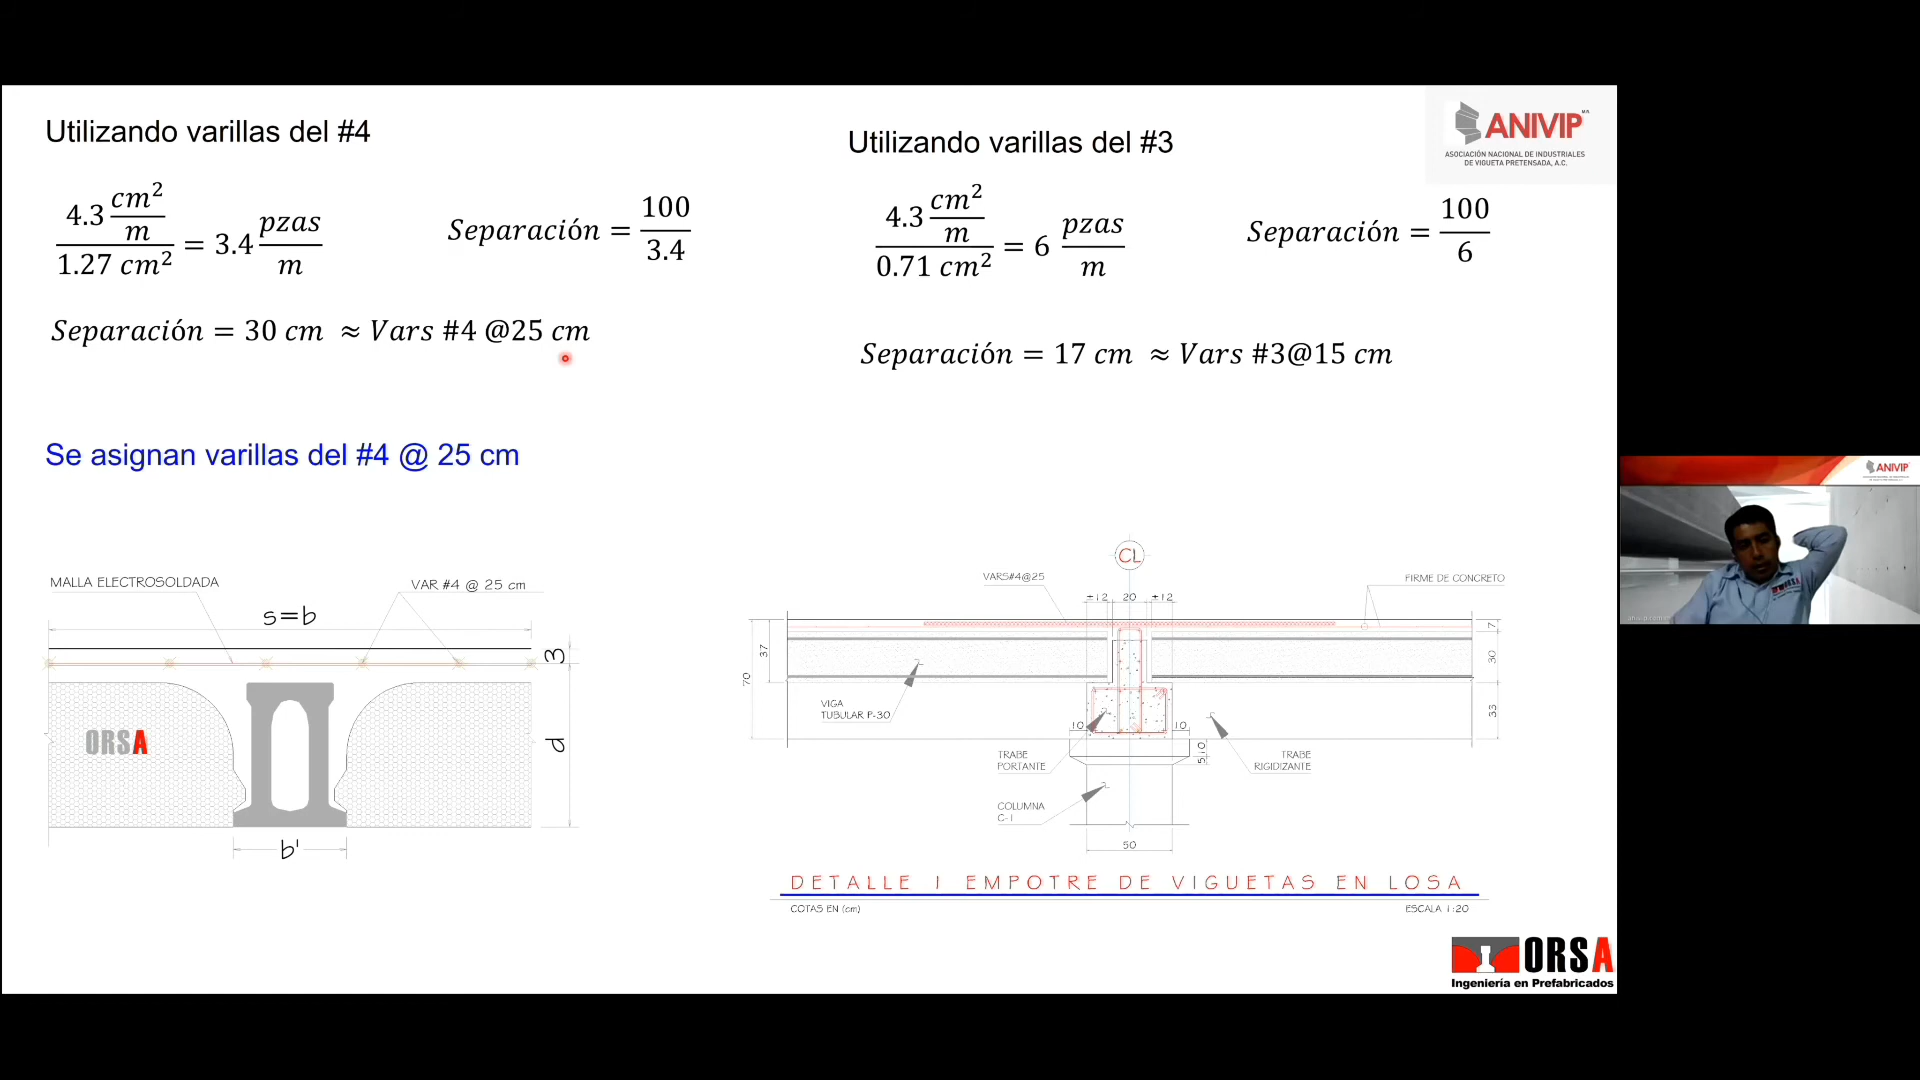 Utilizando varillas del #4
4.3 cm²/m / 1.27 cm² = 3.4 pzas/m
Separación = 100/3.4
Separación = 30 cm ≈ Vars #4 @25 cm
Se asignan varillas del #4 @ 25 cm
Utilizando varillas del #3
4.3 cm²/m / 0.71 cm² = 6 pzas/m
Separación = 100/6
Separación = 17 cm ≈ Vars #3@15 cm
ANIVIP MR
ASOCIACIÓN NACIONAL DE INDUSTRIALES
DE VIGUETA PRETENSADA, A.C.
MALLA ELECTROSOLDADA
VAR #4 @ 25 cm
s=b
3
d
ORSA
b'
CL
VARS#4@25
FIRME DE CONCRETO
±12 20 ±12
37
70
7
30
33
VIGA
TUBULAR P-30
10
10
5,10
TRABE
PORTANTE
TRABE
RIGIDIZANTE
COLUMNA
C-1
50
DETALLE 1 EMPOTRE DE VIGUETAS EN LOSA
COTAS EN (cm)
ESCALA 1:20
ORSA
Ingeniería en Prefabricados
ANIVIP